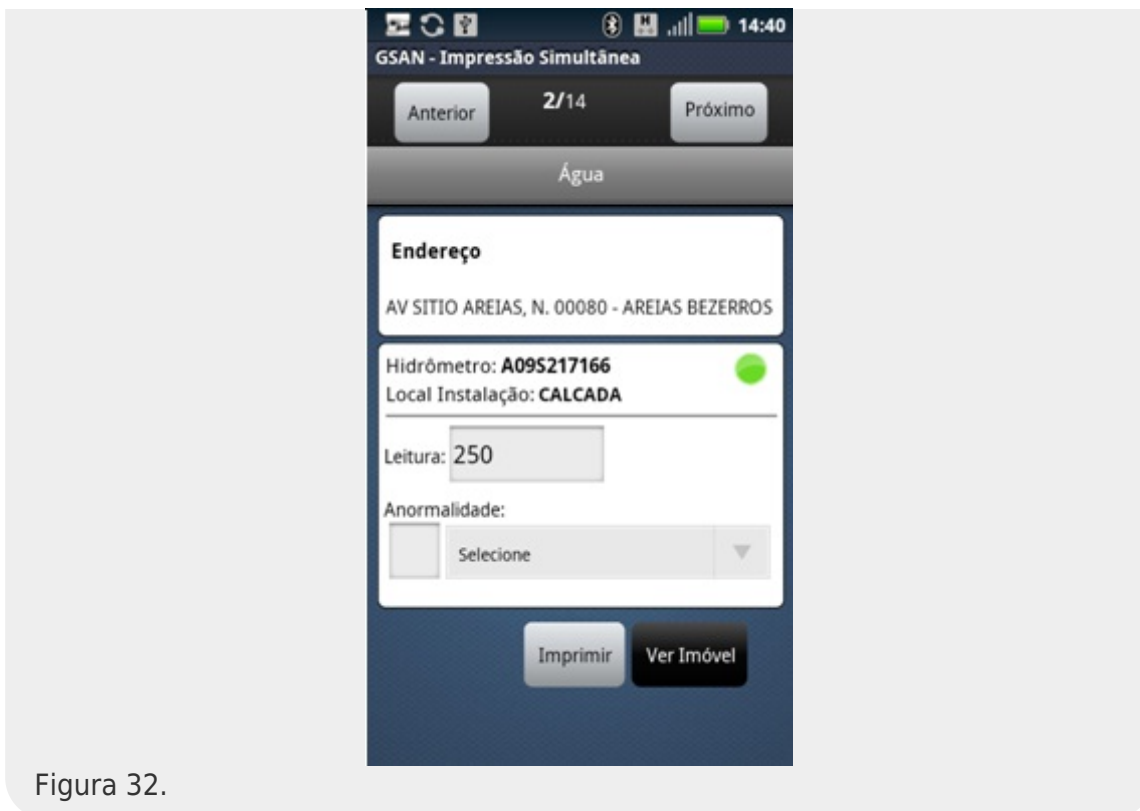 14:40
GSAN - Impressão Simultânea
Anterior 2/14 Próximo
Água
Endereço
AV SITIO AREIAS, N. 00080 - AREIAS BEZERROS
Hidrômetro: A09S217166
Local Instalação: CALCADA
Leitura: 250
Anormalidade:
Selecione
Imprimir Ver Imóvel
Figura 32.